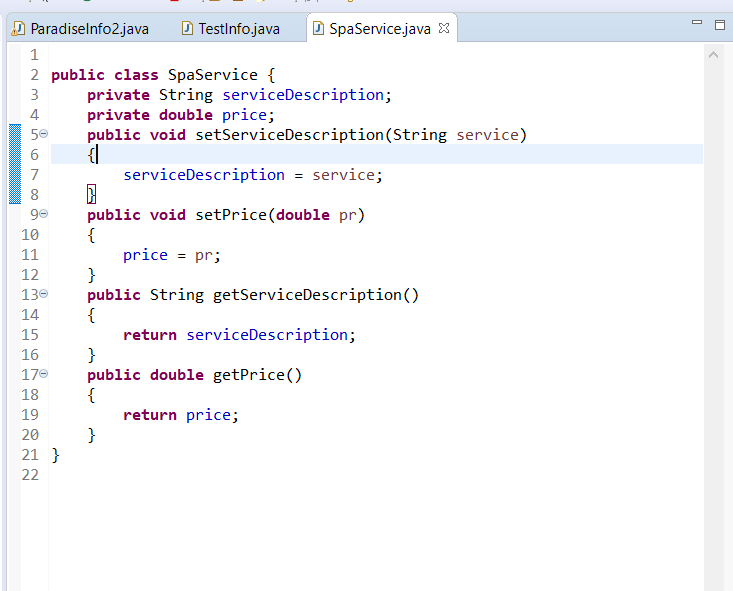 ParadiseInfo2.java TestInfo.java SpaService.java
1
2 public class SpaService {
3     private String serviceDescription;
4     private double price;
5     public void setServiceDescription(String service)
6     {
7         serviceDescription = service;
8     }
9     public void setPrice(double pr)
10     {
11         price = pr;
12     }
13     public String getServiceDescription()
14     {
15         return serviceDescription;
16     }
17     public double getPrice()
18     {
19         return price;
20     }
21 }
22